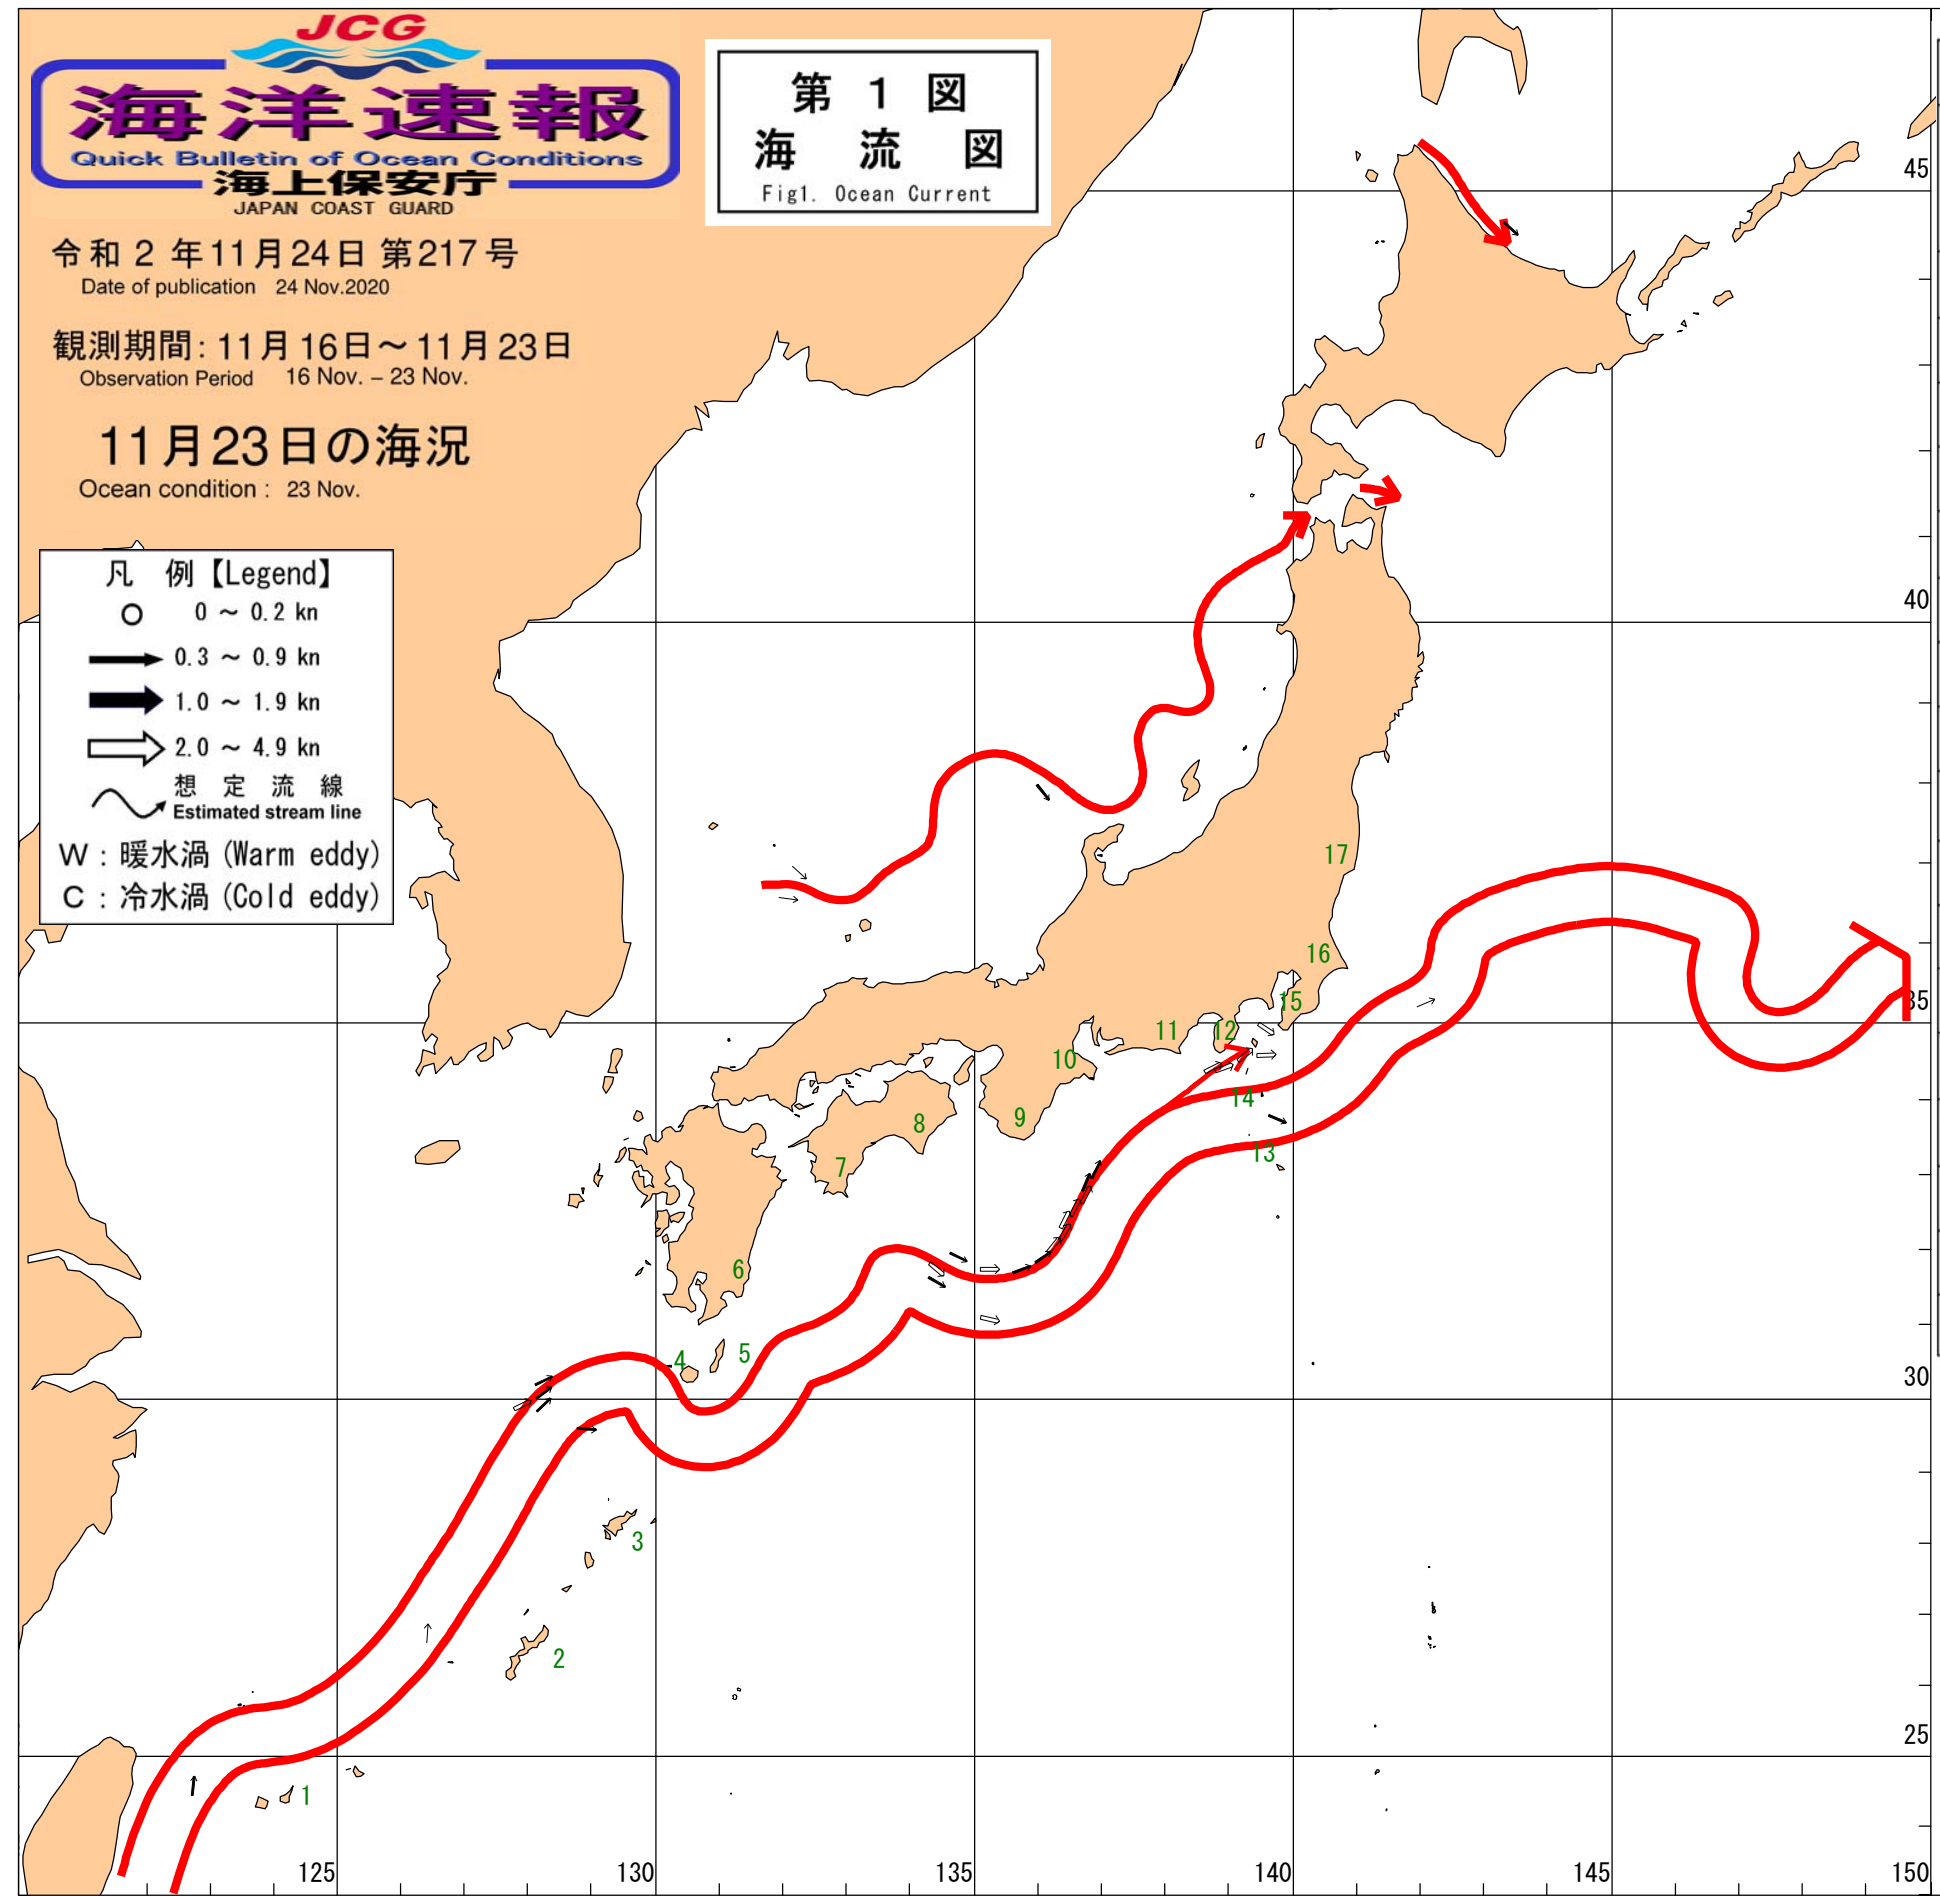 JCG
海洋速報
Quick Bulletin of Ocean Conditions
海上保安庁
JAPAN COAST GUARD
第 1 図
海 流 図
Fig1. Ocean Current
令和 2 年11月24日 第217号
Date of publication 24 Nov.2020
観測期間: 11月16日～11月23日
Observation Period 16 Nov. – 23 Nov.
11月23日の海況
Ocean condition : 23 Nov.
凡 例【Legend】
0 ～ 0.2 kn
0.3 ～ 0.9 kn
1.0 ～ 1.9 kn
2.0 ～ 4.9 kn
想 定 流 線
Estimated stream line
W : 暖水渦 (Warm eddy)
C : 冷水渦 (Cold eddy)
45
40
17
16
35
15
12
11
10
14
9
8
13
7
6
5
4
30
3
2
25
1
125
130
135
140
145
150